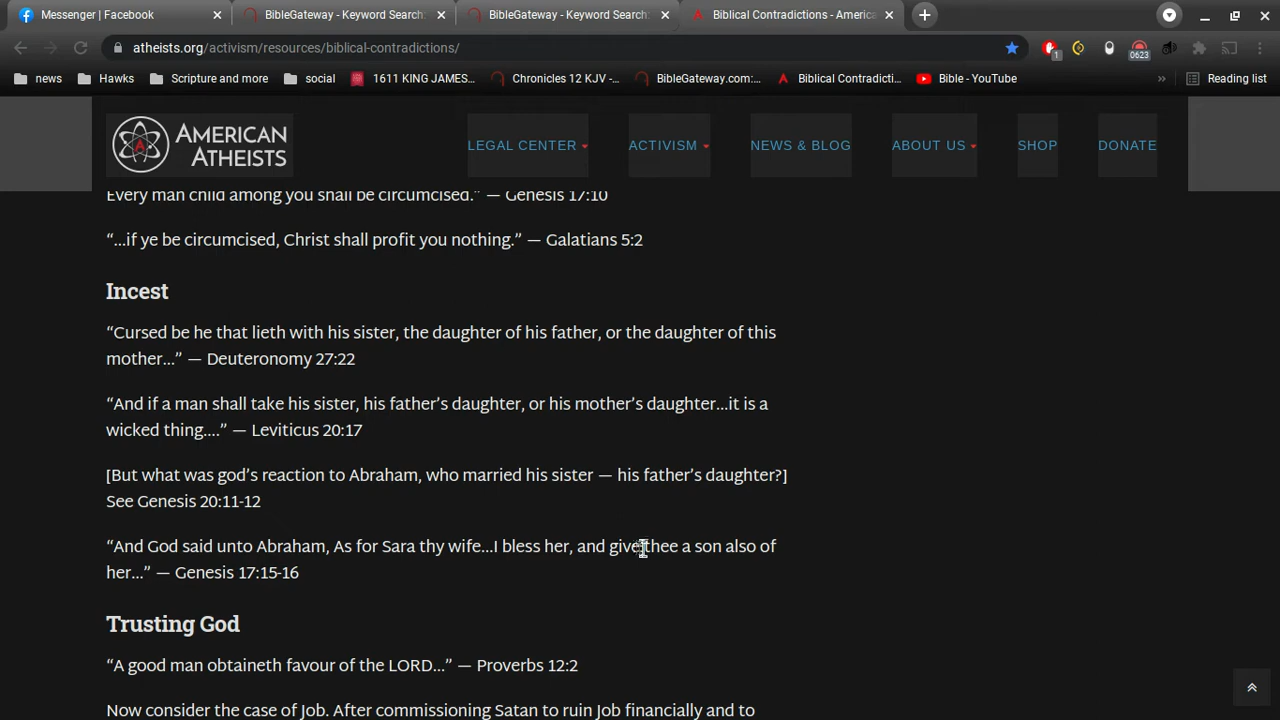 Messenger | Facebook
BibleGateway - Keyword Search:
BibleGateway - Keyword Search:
Biblical Contradictions - America
atheists.org/activism/resources/biblical-contradictions/
1
0623
news
Hawks
Scripture and more
social
1611 KING JAMES...
Chronicles 12 KJV -...
BibleGateway.com:...
Biblical Contradicti...
Bible - YouTube
»
Reading list
AMERICAN
ATHEISTS
LEGAL CENTER
ACTIVISM
NEWS & BLOG
ABOUT US
SHOP
DONATE
Every man child among you shall be circumcised.” — Genesis 17:10
“...if ye be circumcised, Christ shall profit you nothing.” — Galatians 5:2
Incest
“Cursed be he that lieth with his sister, the daughter of his father, or the daughter of this
mother...” — Deuteronomy 27:22
“And if a man shall take his sister, his father’s daughter, or his mother’s daughter...it is a
wicked thing....” — Leviticus 20:17
[But what was god’s reaction to Abraham, who married his sister — his father’s daughter?]
See Genesis 20:11-12
“And God said unto Abraham, As for Sara thy wife...I bless her, and give thee a son also of
her...” — Genesis 17:15-16
Trusting God
“A good man obtaineth favour of the LORD...” — Proverbs 12:2
Now consider the case of Job. After commissioning Satan to ruin Job financially and to